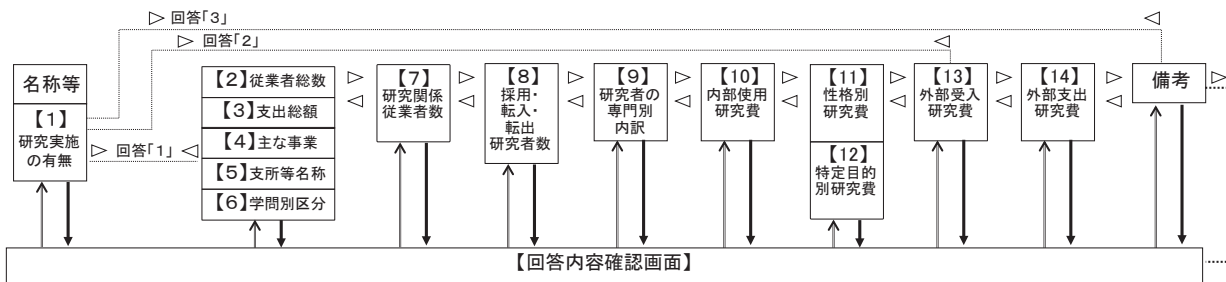 回答「3」
回答「2」
名称等
【1】
研究実施
の有無
回答「1」
【2】従業者総数
【3】支出総額
【4】主な事業
【5】支所等名称
【6】学問別区分
【7】
研究関係
従業者数
【8】
採用・
転入・
転出
研究者数
【9】
研究者の
専門別
内訳
【10】
内部使用
研究費
【11】
性格別
研究費
【12】
特定目的
別研究費
【13】
外部受入
研究費
【14】
外部支出
研究費
備考
【回答内容確認画面】